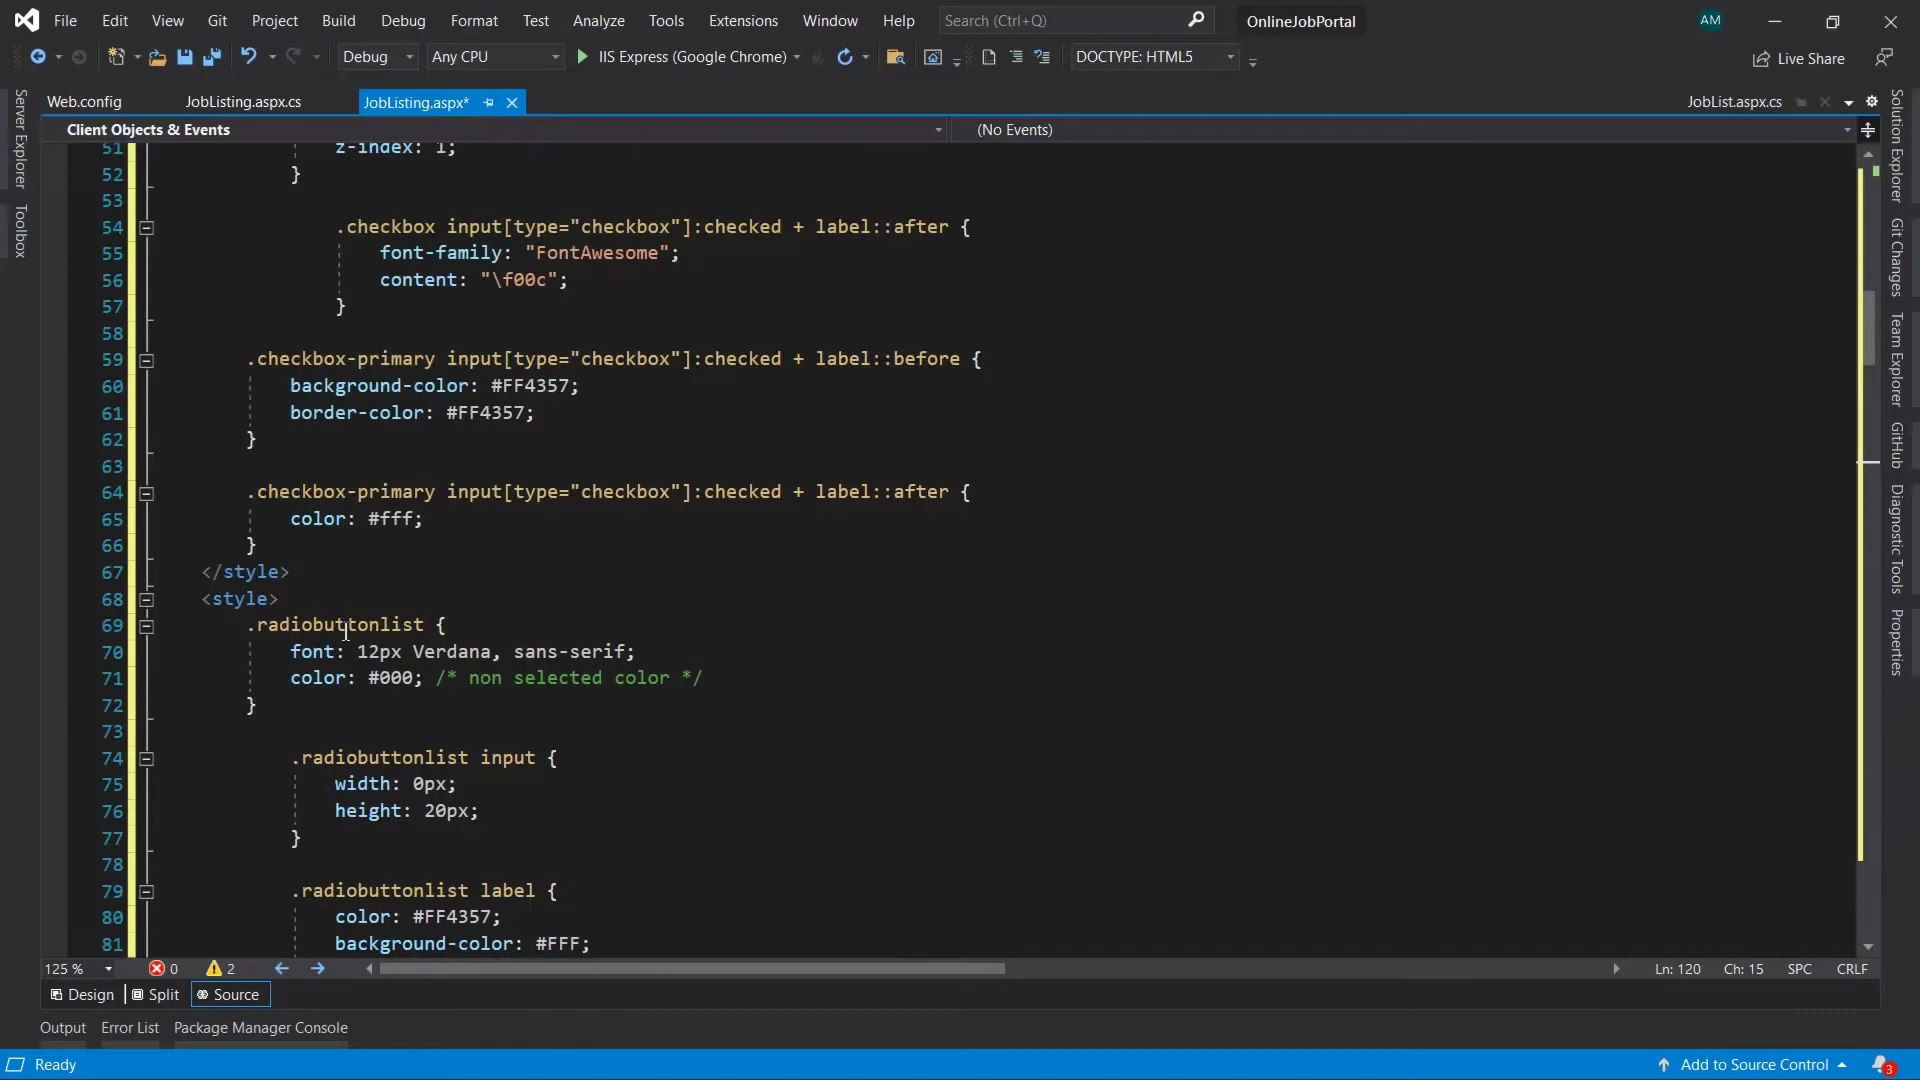 File Edit View Git Project Build Debug Format Test Analyze Tools Extensions Window Help Search (Ctrl+Q) OnlineJobPortal AM
Debug Any CPU IIS Express (Google Chrome) DOCTYPE: HTML5 Live Share
Web.config JobListing.aspx.cs JobListing.aspx* JobList.aspx.cs
Client Objects & Events (No Events)
Server Explorer
Toolbox
51 z-index: 1;
52 }
53
54 .checkbox input[type="checkbox"]:checked + label::after {
55 font-family: "FontAwesome";
56 content: "\f00c";
57 }
58
59 .checkbox-primary input[type="checkbox"]:checked + label::before {
60 background-color: #FF4357;
61 border-color: #FF4357;
62 }
63
64 .checkbox-primary input[type="checkbox"]:checked + label::after {
65 color: #fff;
66 }
67 </style>
68 <style>
69 .radiobuttonlist {
70 font: 12px Verdana, sans-serif;
71 color: #000; /* non selected color */
72 }
73
74 .radiobuttonlist input {
75 width: 0px;
76 height: 20px;
77 }
78
79 .radiobuttonlist label {
80 color: #FF4357;
81 background-color: #FFF;
Solution Explorer
Git Changes
Team Explorer
GitHub
Diagnostic Tools
Properties
125 % 0 2 Ln: 120 Ch: 15 SPC CRLF
Design Split Source
Output Error List Package Manager Console
Ready Add to Source Control 3